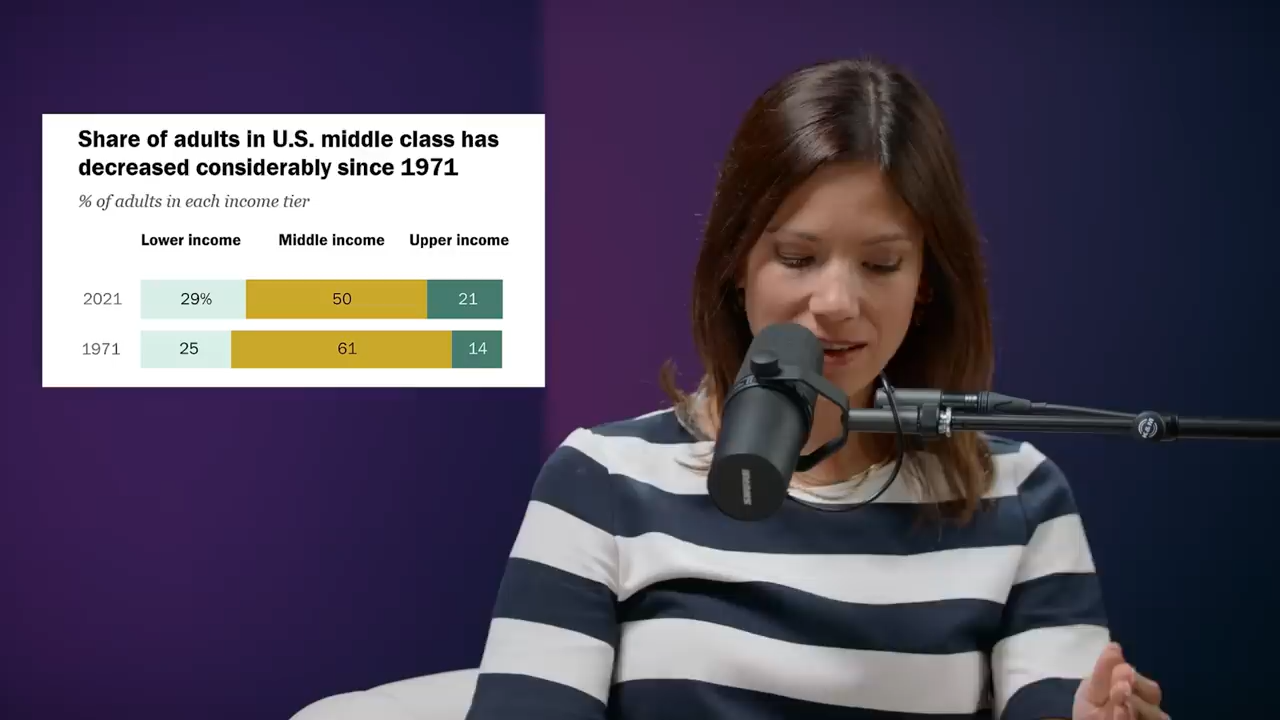 Share of adults in U.S. middle class has
decreased considerably since 1971
% of adults in each income tier
Lower income Middle income Upper income
2021 29% 50 21
1971 25 61 14
SHURE